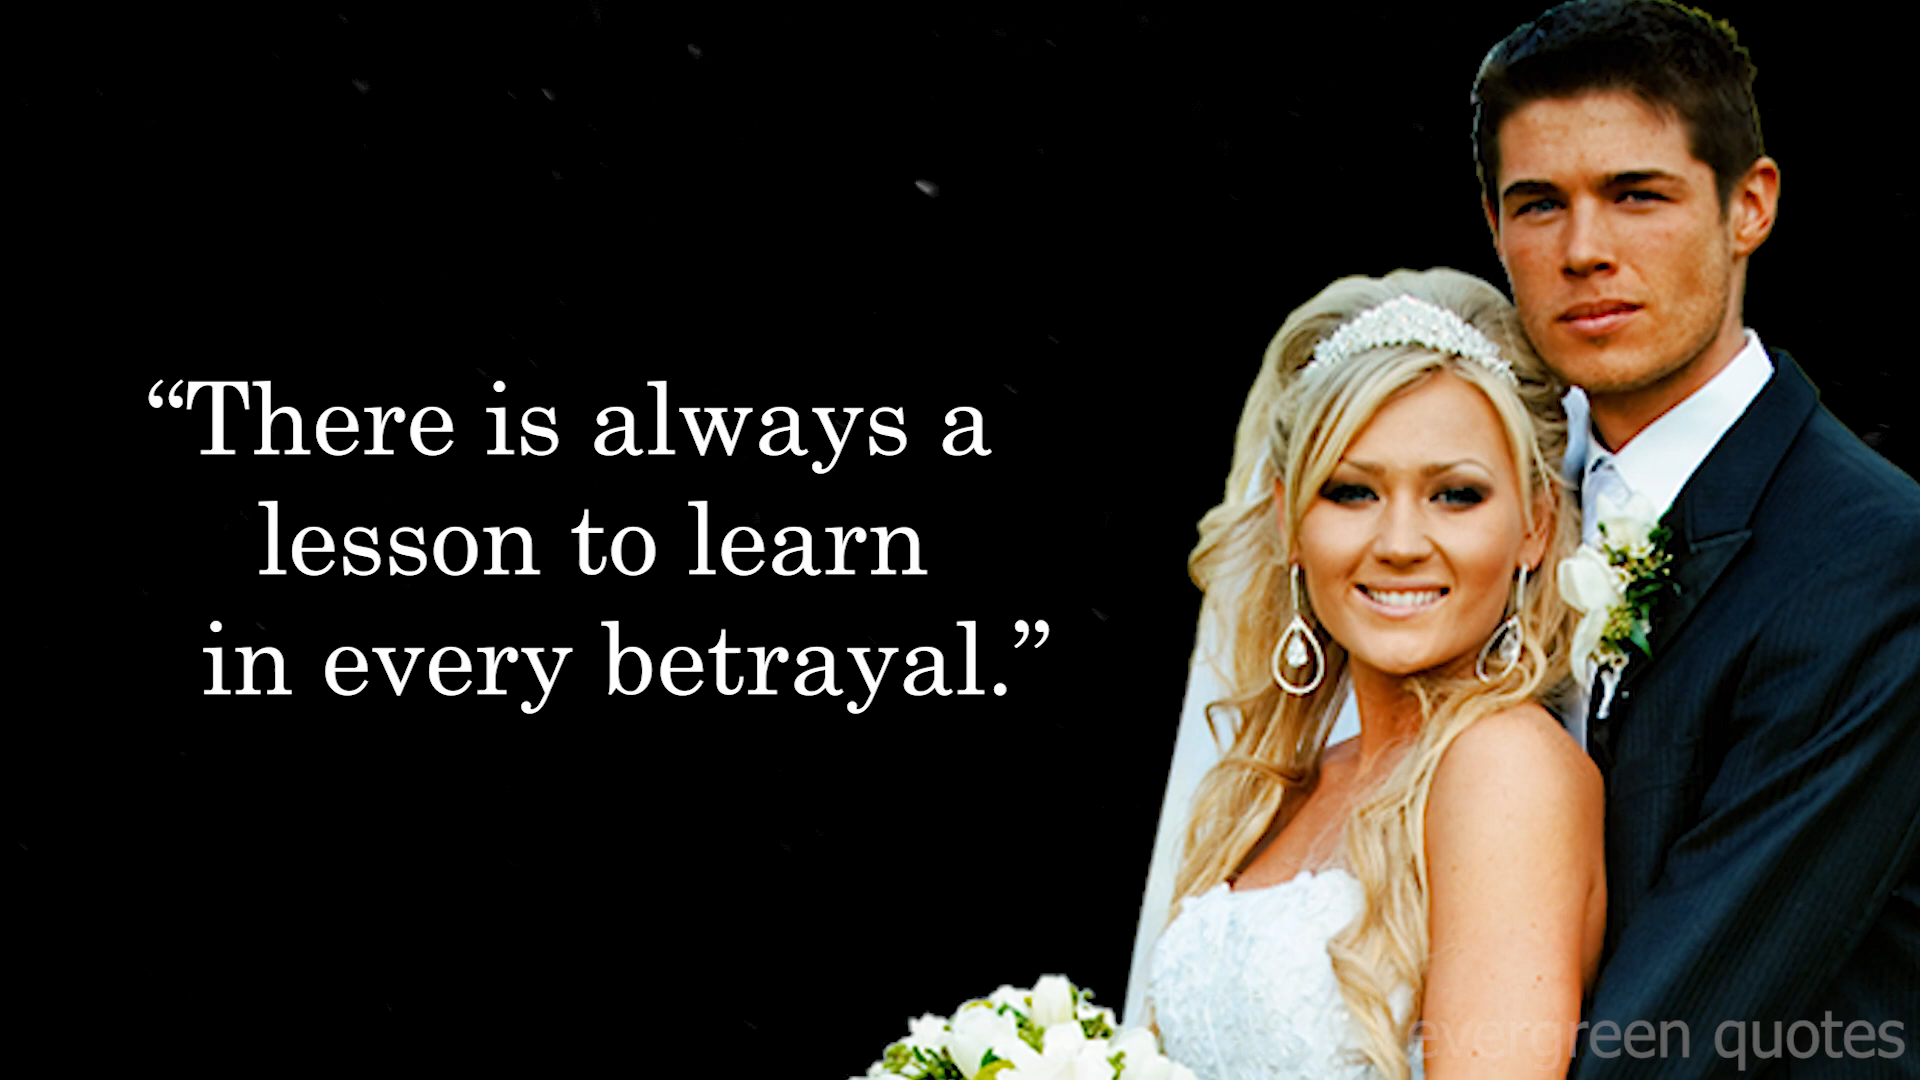 “There is always a
lesson to learn
in every betrayal.”
evergreen quotes